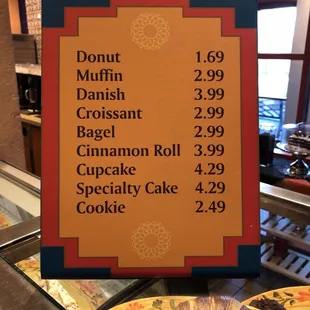 Donut 1.69
Muffin 2.99
Danish 3.99
Croissant 2.99
Bagel 2.99
Cinnamon Roll 3.99
Cupcake 4.29
Specialty Cake 4.29
Cookie 2.49